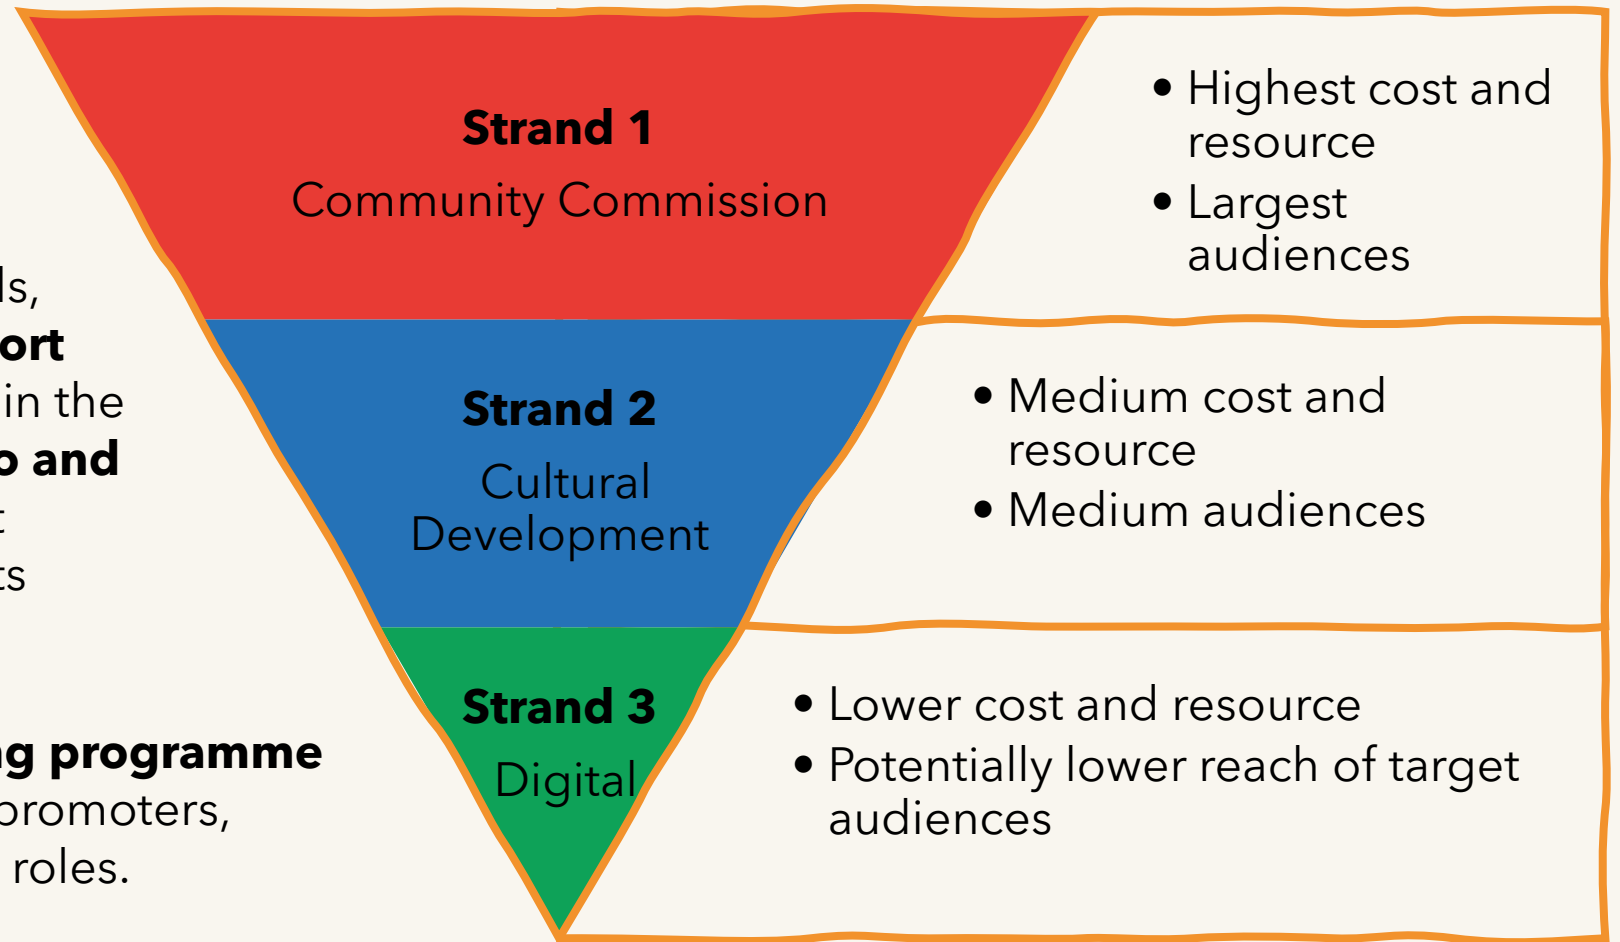 Strand 1
Community Commission
• Highest cost and
resource
• Largest
audiences
Strand 2
Cultural
Development
• Medium cost and
resource
• Medium audiences
Strand 3
Digital
• Lower cost and resource
• Potentially lower reach of target
audiences
ort
in the
and
programme
promoters,
roles.